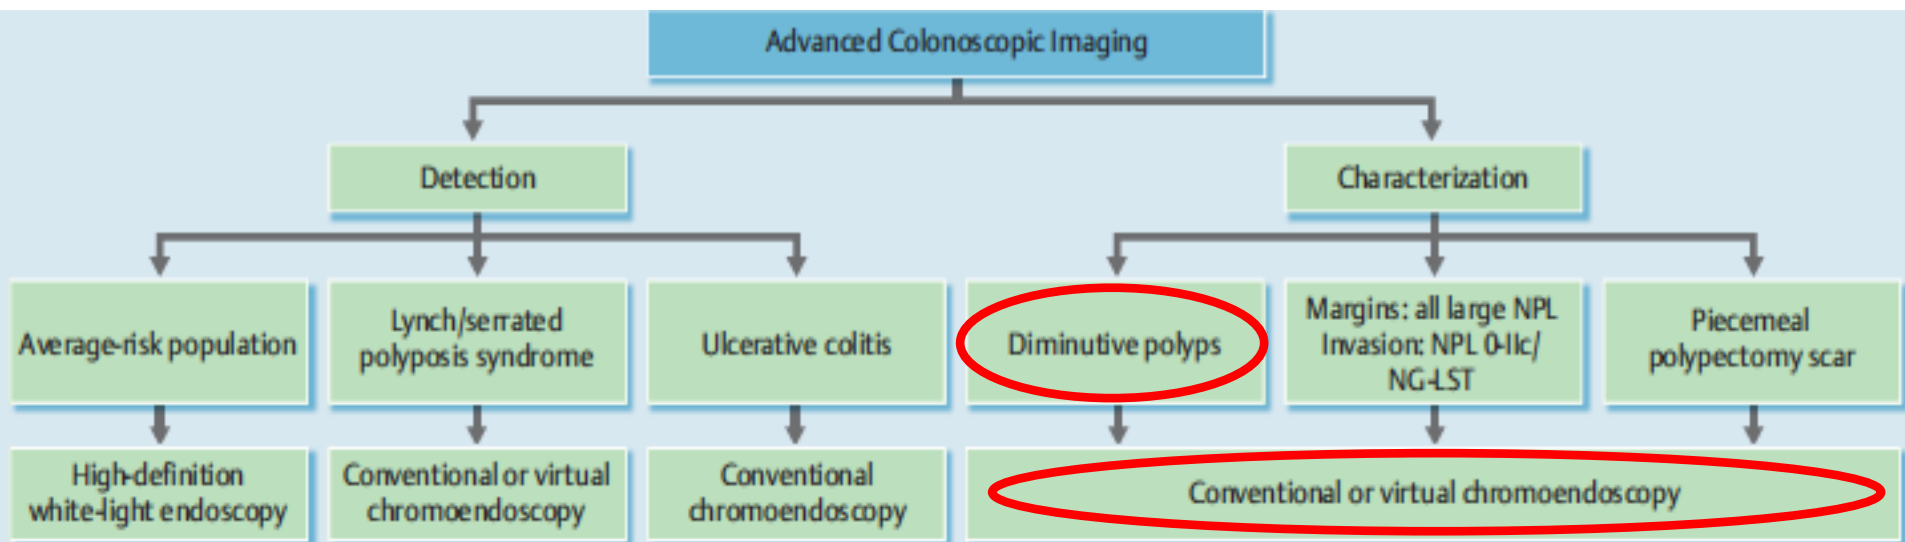 Advanced Colonoscopic Imaging
Detection
Characterization
Average-risk population
Lynch/serrated
polyposis syndrome
Ulcerative colitis
Diminutive polyps
Margins: all large NPL
Invasion: NPL 0-IIc/
NG-LST
Piecemeal
polypectomy scar
High-definition
white-light endoscopy
Conventional or virtual
chromoendoscopy
Conventional
chromoendoscopy
Conventional or virtual chromoendoscopy